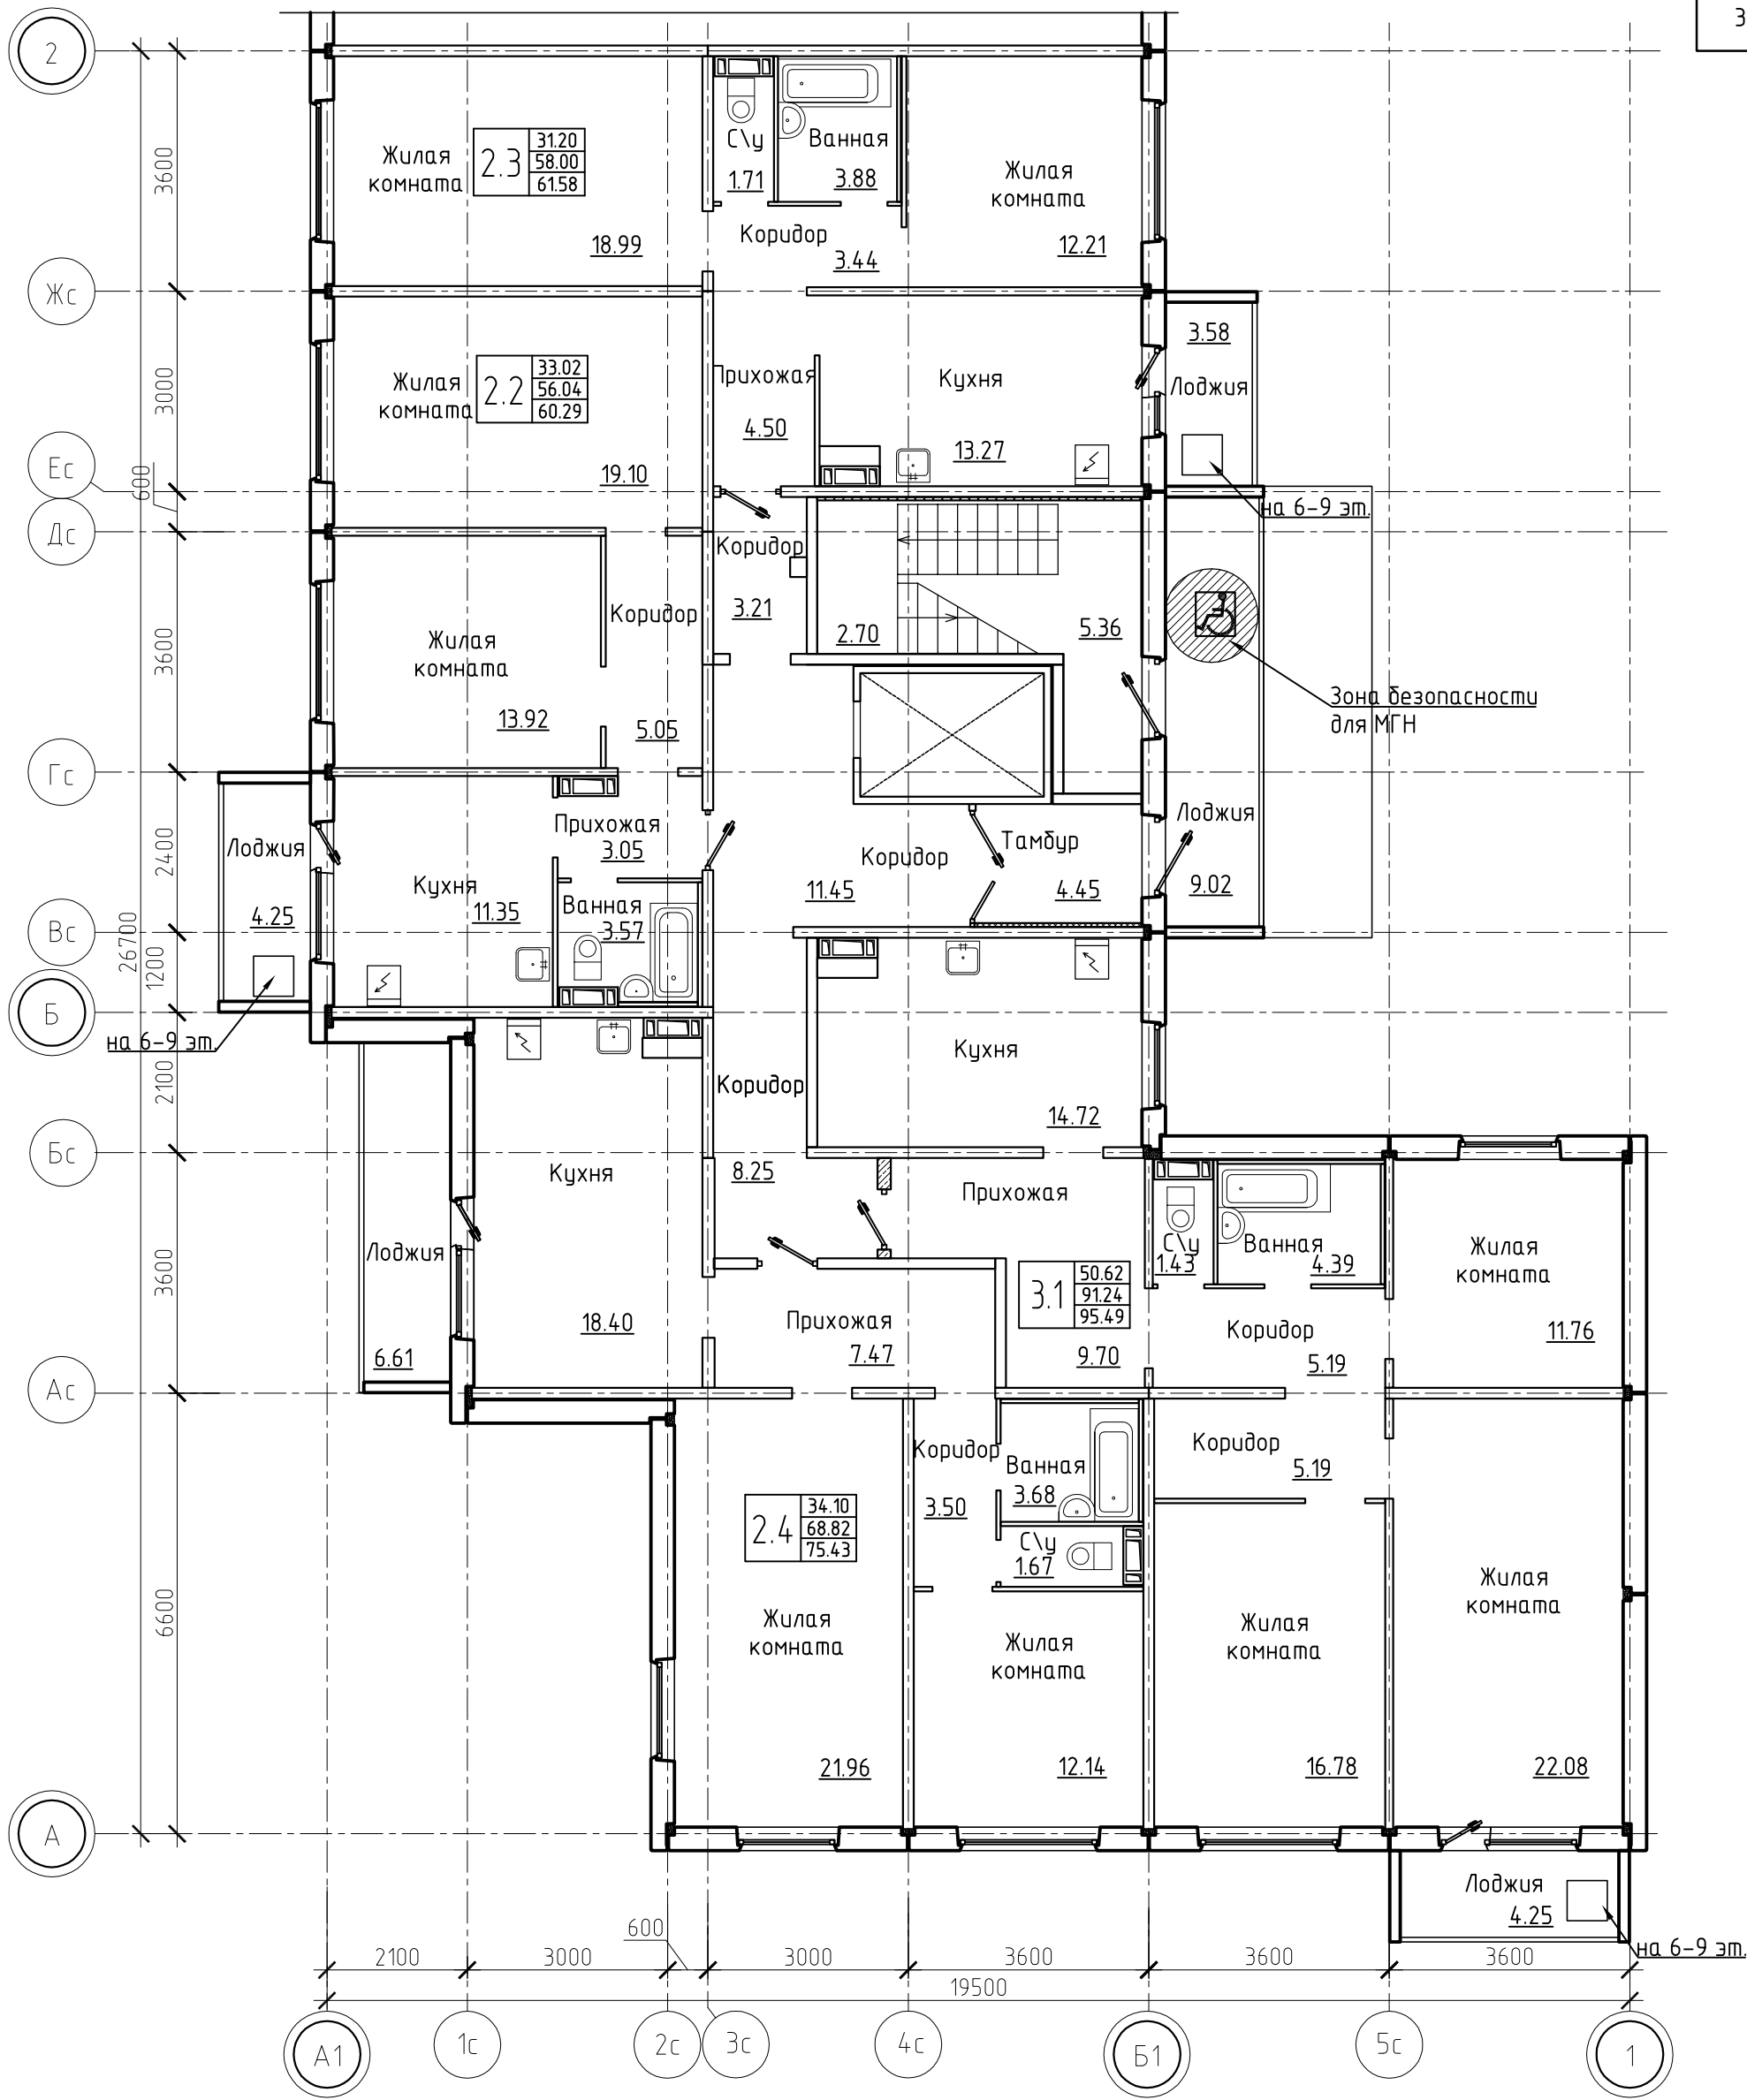 3
2
3600
Жилая
комната
2.3
31.20
58.00
61.58
18.99
С\у
1.71
Ванная
3.88
Коридор
3.44
Жилая
комната
12.21
Жс
3000
Жилая
комната
2.2
33.02
56.04
60.29
19.10
Прихожая
4.50
Кухня
13.27
3.58
Лоджия
на 6-9 эт.
Ес
600
Дс
3600
Жилая
комната
13.92
Коридор
5.05
Коридор
3.21
2.70
5.36
Зона безопасности
для МГН
Гс
2400
Лоджия
4.25
на 6-9 эт.
Кухня
11.35
Прихожая
3.05
Ванная
3.57
Коридор
11.45
Тамбур
4.45
Лоджия
9.02
Вс
26700
1200
Б
2100
Коридор
8.25
Кухня
14.72
Бс
3600
Лоджия
6.61
Кухня
18.40
Прихожая
7.47
Прихожая
9.70
3.1
50.62
91.24
95.49
С\у
1.43
Ванная
4.39
Коридор
5.19
Жилая
комната
11.76
Ас
6600
2.4
34.10
68.82
75.43
Жилая
комната
21.96
Коридор
3.50
Ванная
3.68
С\у
1.67
Жилая
комната
12.14
Коридор
5.19
Жилая
комната
16.78
Жилая
комната
22.08
А
Лоджия
4.25
на 6-9 эт.
2100
3000
600
3000
3600
3600
3600
19500
А1
1с
2с
3с
4с
Б1
5с
1